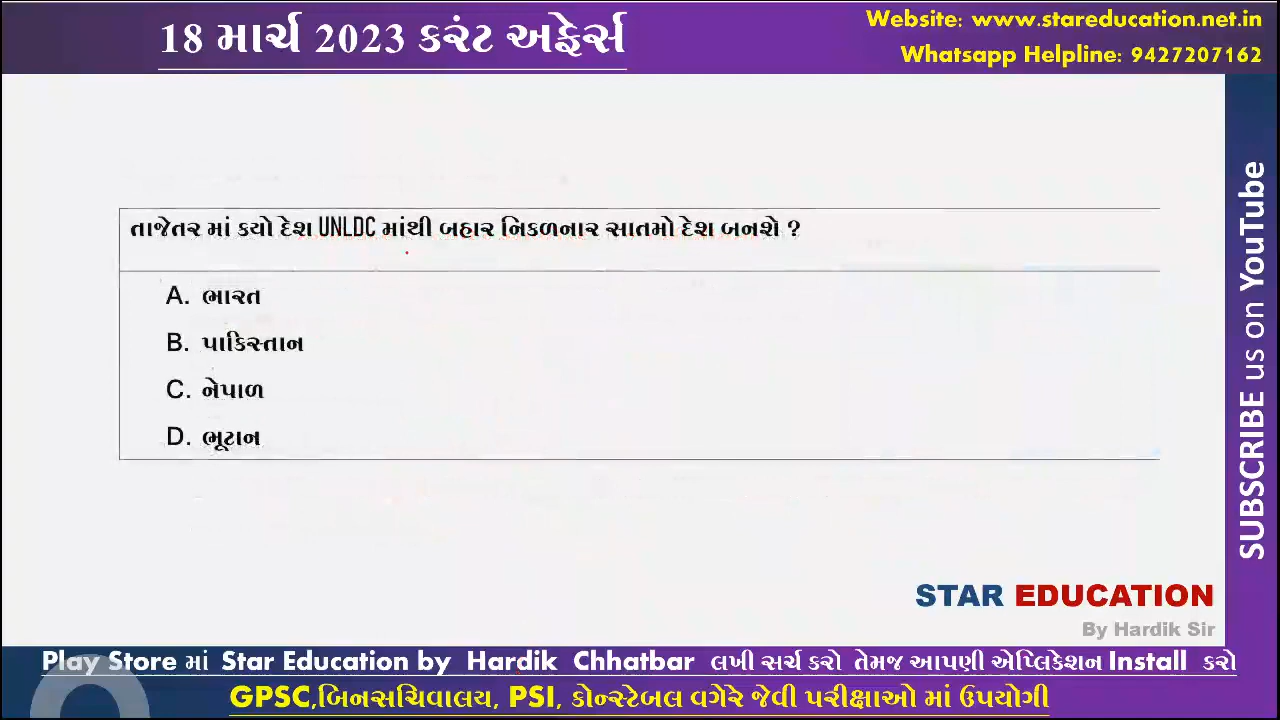 18 માર્ચ 2023 કરંટ અફેર્સ
Website: www.stareducation.net.in
Whatsapp Helpline: 9427207162
તાજેતર માં કયો દેશ UNLDC માંથી બહાર નિકળનાર સાતમો દેશ બનશે ?
A. ભારત
B. પાકિસ્તાન
C. નેપાળ
D. ભૂટાન
SUBSCRIBE us on YouTube
STAR EDUCATION
By Hardik Sir
Play Store માં Star Education by Hardik Chhatbar લખી સર્ચ કરો તેમજ આપણી એપ્લિકેશન Install કરો
GPSC,બિનસચિવાલય, PSI, કોન્સ્ટેબલ વગેરે જેવી પરીક્ષાઓ માં ઉપયોગી